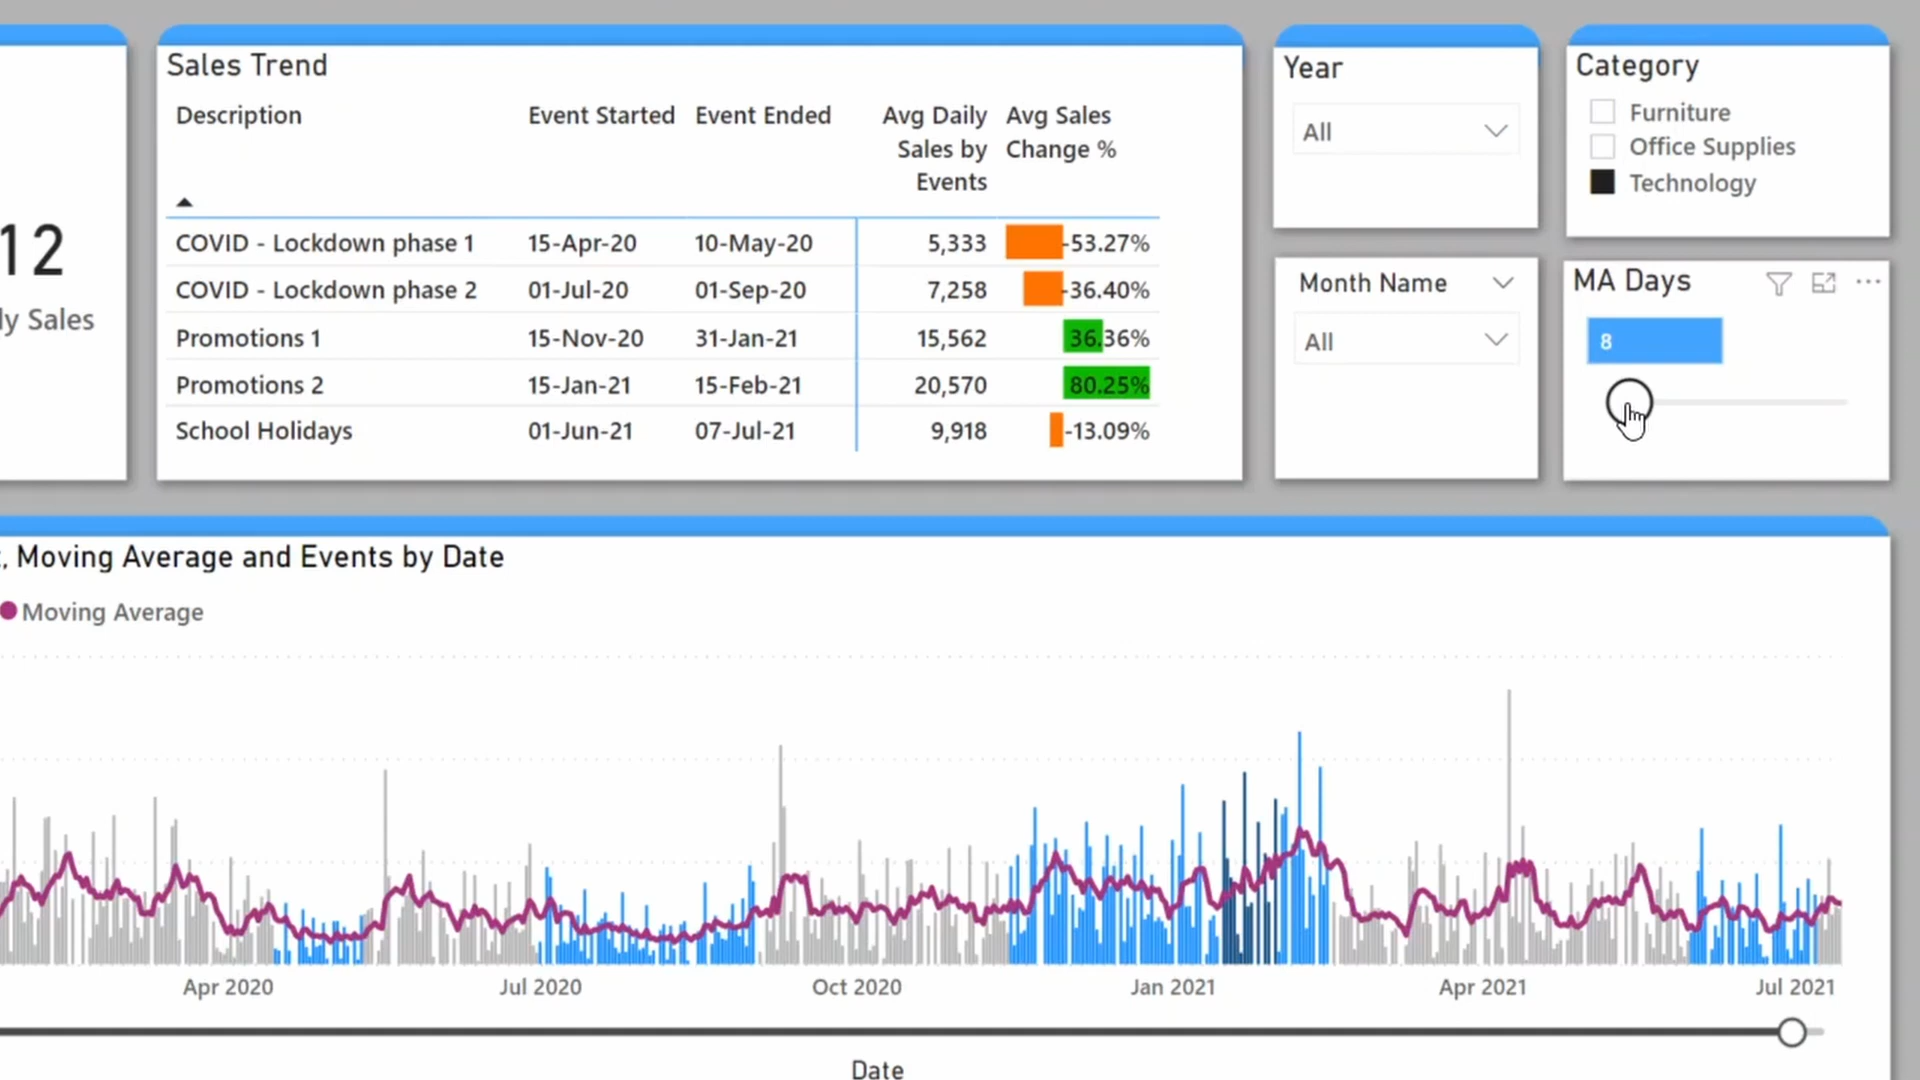 12
ly Sales
Sales Trend
Description Event Started Event Ended Avg Daily Sales by Events Avg Sales Change %
COVID - Lockdown phase 1 15-Apr-20 10-May-20 5,333 -53.27%
COVID - Lockdown phase 2 01-Jul-20 01-Sep-20 7,258 -36.40%
Promotions 1 15-Nov-20 31-Jan-21 15,562 36.36%
Promotions 2 15-Jan-21 15-Feb-21 20,570 80.25%
School Holidays 01-Jun-21 07-Jul-21 9,918 -13.09%
Year
All
Category
Furniture
Office Supplies
Technology
Month Name
All
MA Days
8
, Moving Average and Events by Date
Moving Average
Apr 2020 Jul 2020 Oct 2020 Jan 2021 Apr 2021 Jul 2021
Date